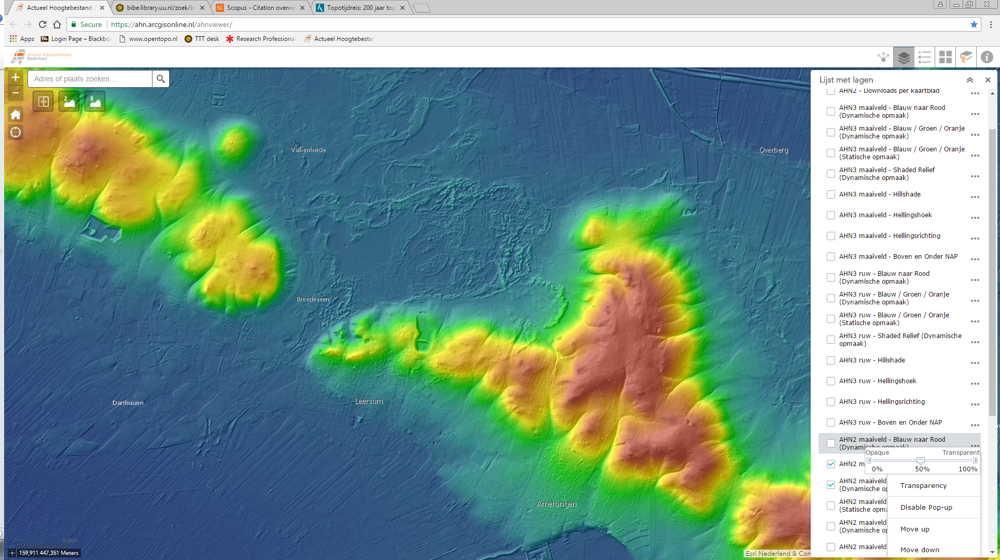 Actueel Hoogtebestand
bibe.library.uu.nl/zoek/bi
SC Scopus - Citation overvie
Topotijdreis: 200 jaar top
Secure https://ahn.arcgisonline.nl/ahnviewer/
Apps
Bb Login Page – Blackbo
www.opentopo.nl
TTT desk
Research Professional
Actueel Hoogtebestan
Actueel Hoogtebestand
Nederland
+
Adres of plaats zoeken...
−
2
3
Valkenheide
Overberg
Breedeveen
Darthuizen
Leersum
Amerongen
0.6km
159,911 447,351 Meters
Esri Nederland & Com
Lijst met lagen
AHN2 - Downloads per kaartblad
AHN3 maaiveld - Blauw naar Rood
(Dynamische opmaak)
AHN3 maaiveld - Blauw / Groen / Oranje
(Dynamische opmaak)
AHN3 maaiveld - Blauw / Groen / Oranje
(Statische opmaak)
AHN3 maaiveld - Shaded Relief
(Dynamische opmaak)
AHN3 maaiveld - Hillshade
AHN3 maaiveld - Hellingshoek
AHN3 maaiveld - Hellingsrichting
AHN3 maaiveld - Boven en Onder NAP
AHN3 ruw - Blauw naar Rood
(Dynamische opmaak)
AHN3 ruw - Blauw / Groen / Oranje
(Dynamische opmaak)
AHN3 ruw - Blauw / Groen / Oranje
(Statische opmaak)
AHN3 ruw - Shaded Relief (Dynamische
opmaak)
AHN3 ruw - Hillshade
AHN3 ruw - Hellingshoek
AHN3 ruw - Hellingsrichting
AHN3 ruw - Boven en Onder NAP
AHN2 maaiveld - Blauw naar Rood
(Dynamische opmaak)
Opaque Transparent
0% 50% 100%
AHN2 m
AHN2 maaiveld
(Dynamische op
AHN2 maaiveld
(Statische opma
AHN2 maaiveld
(Dynamische op
AHN2 maaiveld
Transparency
Disable Pop-up
Move up
Move down